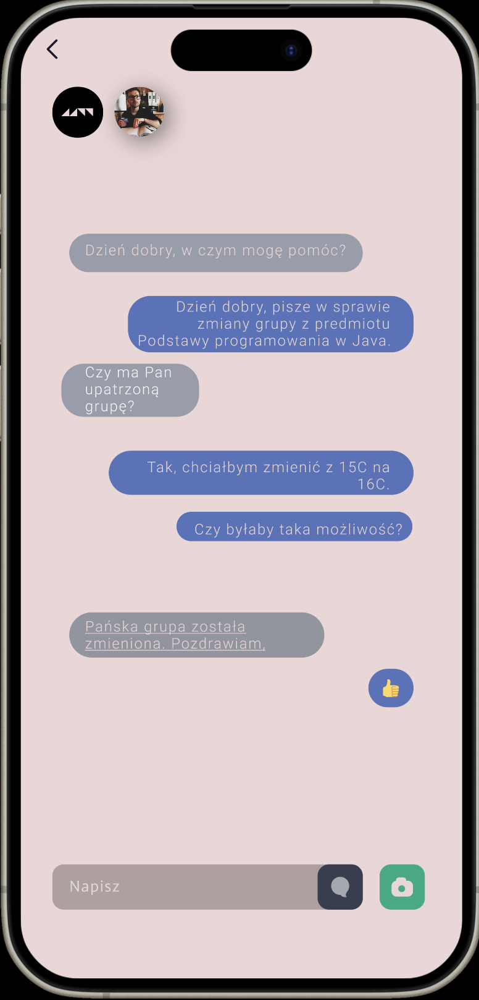 Dzień dobry, w czym mogę pomóc?
Dzień dobry, pisze w sprawie
zmiany grupy z predmiotu
Podstawy programowania w Java.
Czy ma Pan
upatrzoną
grupę?
Tak, chciałbym zmienić z 15C na
16C.
Czy byłaby taka możliwość?
Pańska grupa została
zmieniona. Pozdrawiam,
Napisz